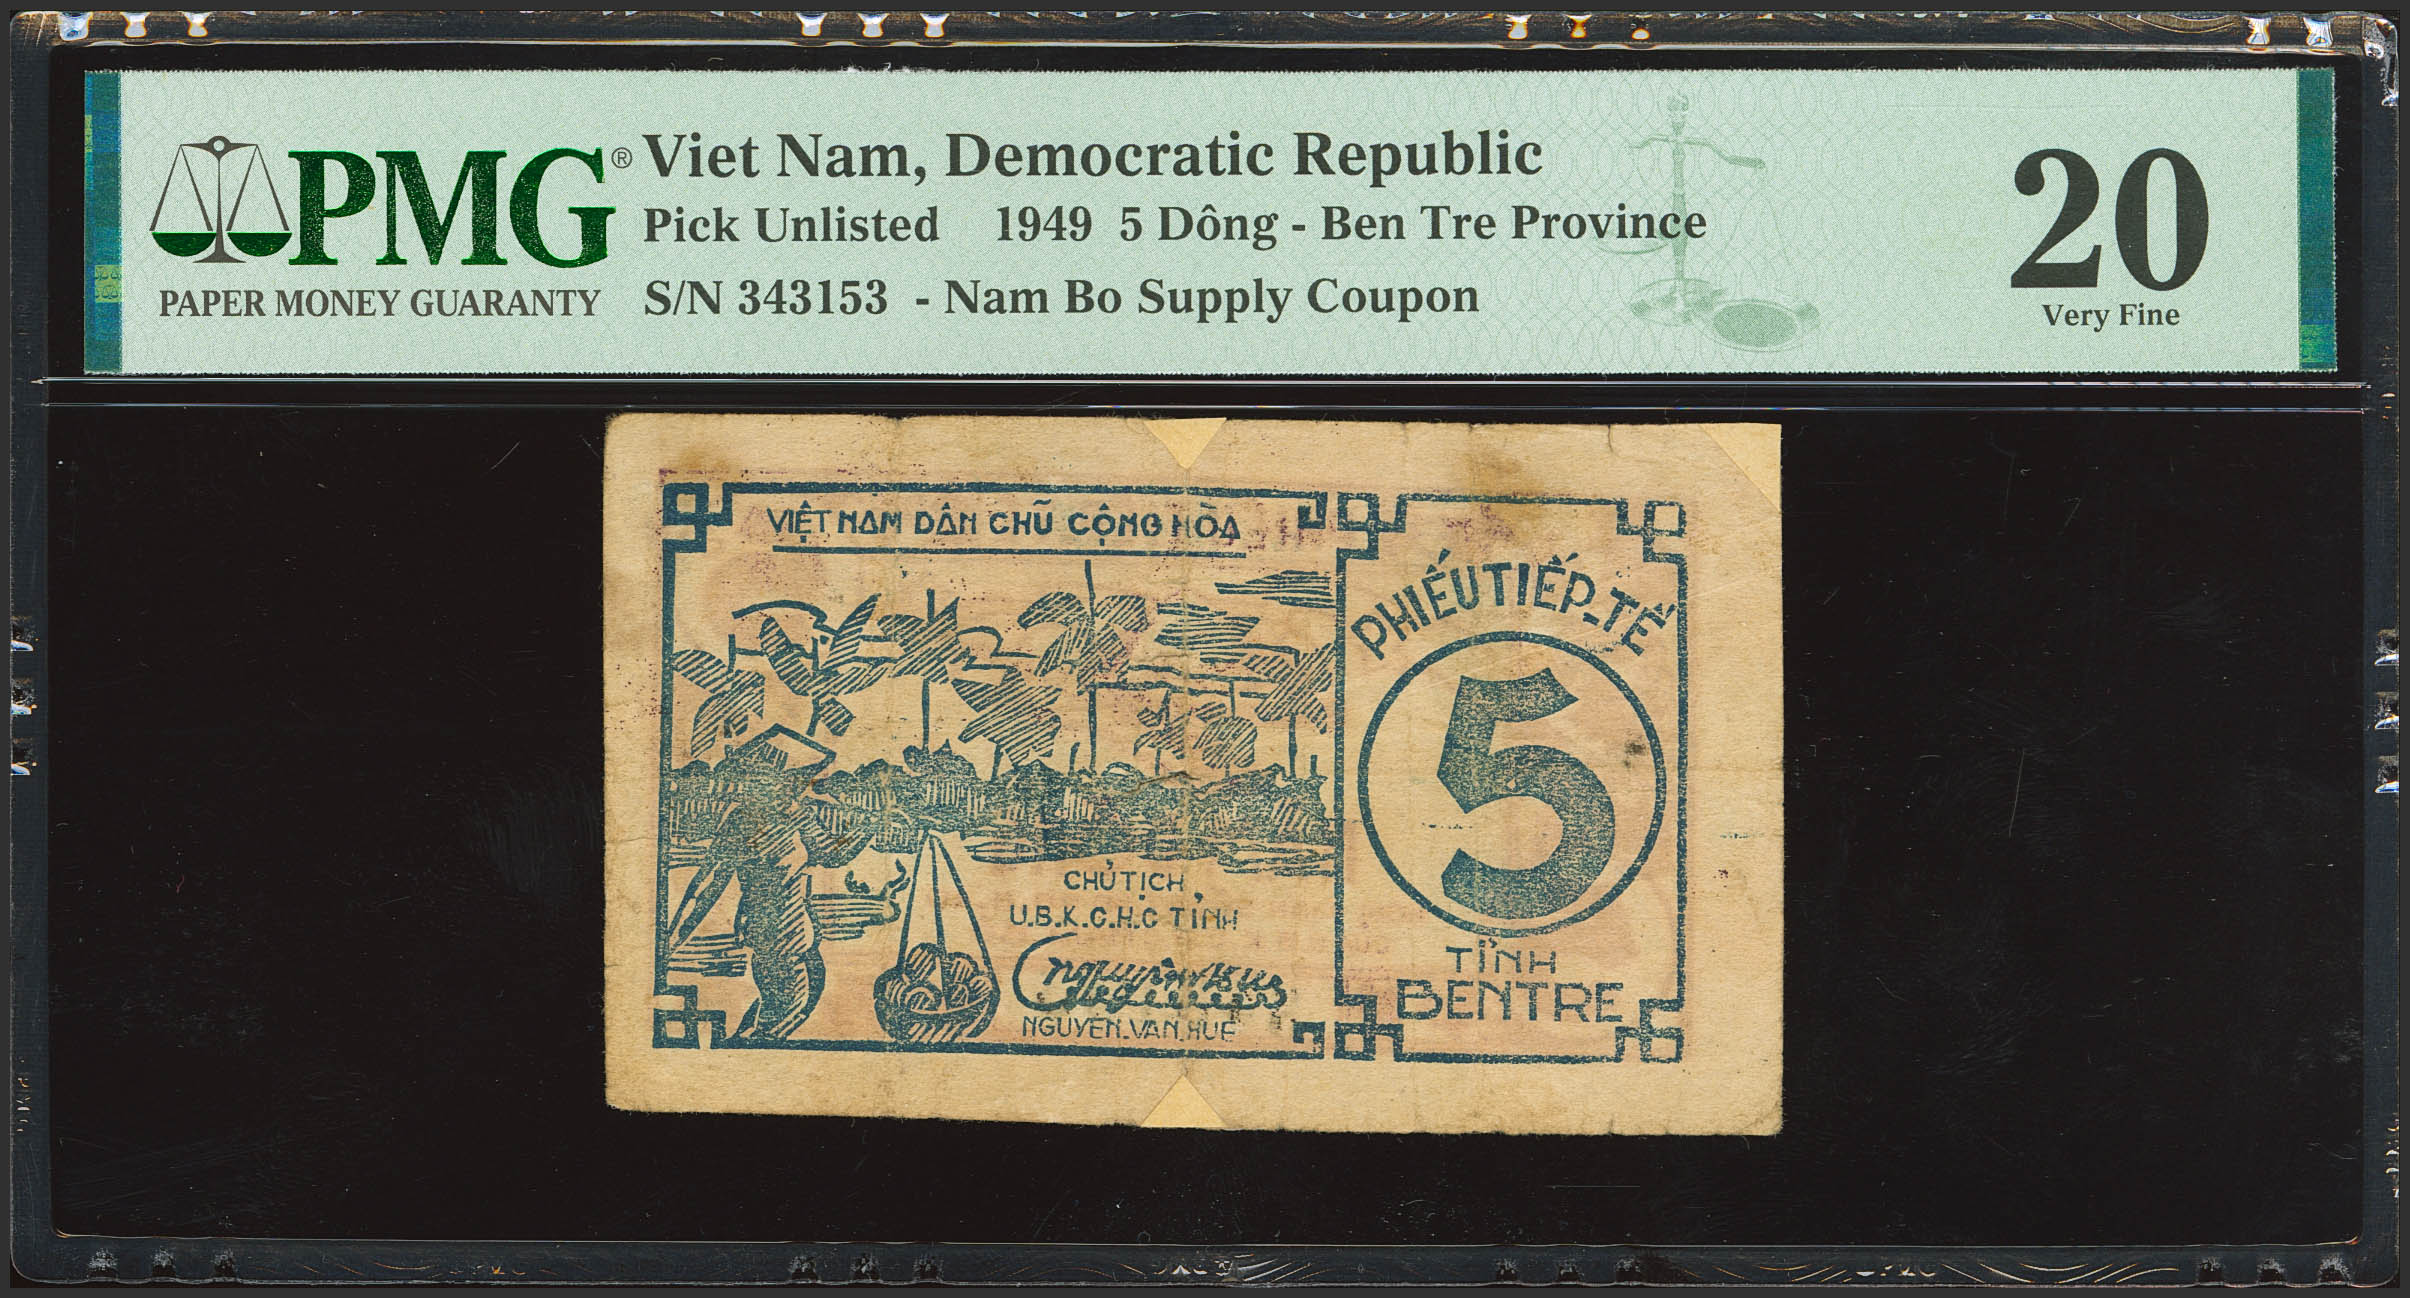 PMG®
PAPER MONEY GUARANTY
Viet Nam, Democratic Republic
Pick Unlisted 1949 5 Dông - Ben Tre Province
S/N 343153 - Nam Bo Supply Coupon
20
Very Fine
VIỆT NAM DÂN CHỦ CỘNG HÒA
PHIẾU TIẾP-TẾ
5
TỈNH
BENTRE
CHỦ TỊCH
U.B.K.C.H.C TỈNH
NGUYỄN.VAN.HUÊ